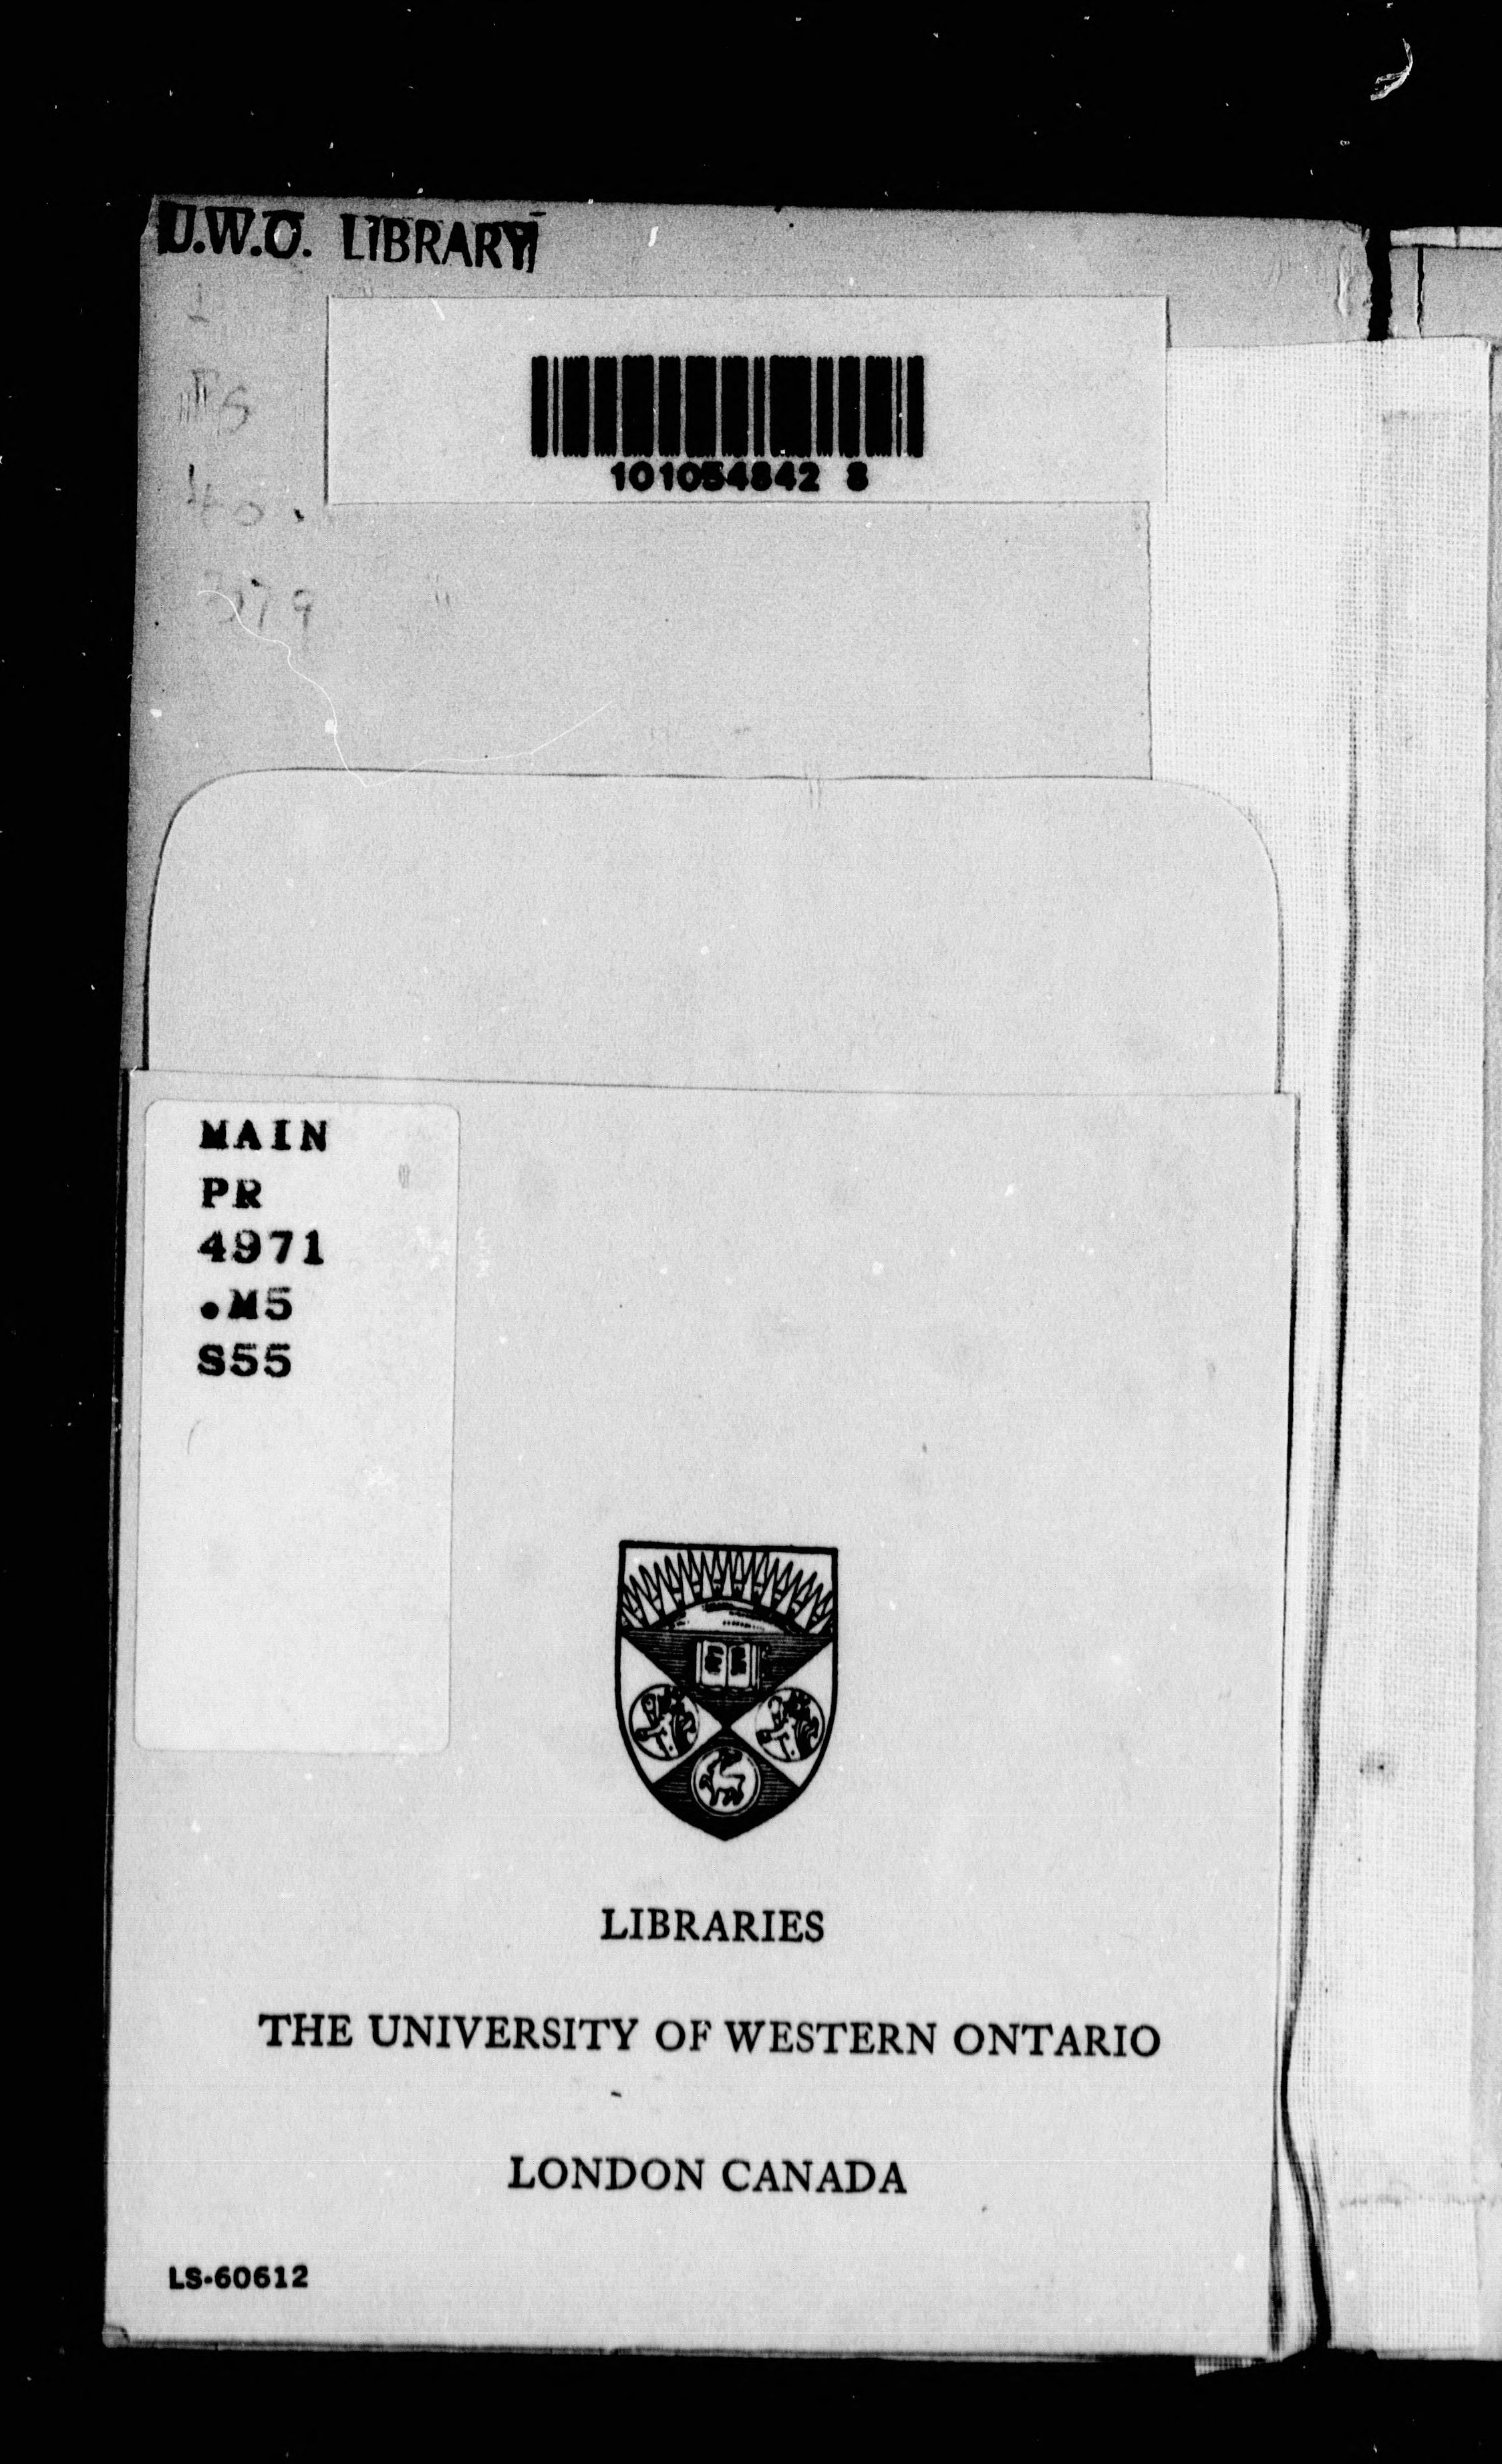 U.W.O. LIBRARY
101054842 8
MAIN
PR
4971
.M5
S55
LIBRARIES
THE UNIVERSITY OF WESTERN ONTARIO
LONDON CANADA
LS-60612